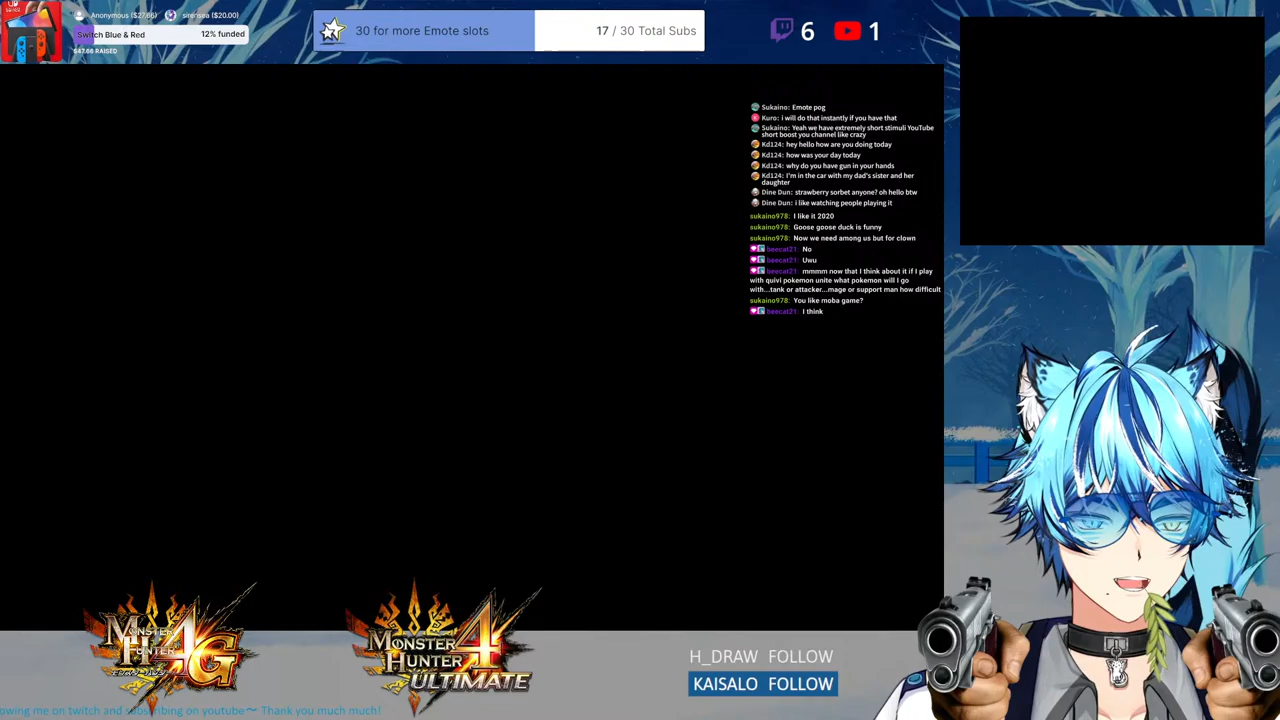 Anonymous ($27.66) sirensea ($20.00)
Switch Blue & Red 12% funded
$47.66 RAISED
30 for more Emote slots 17 / 30 Total Subs
6 1
Sukaino: Emote pog
Kuro: i will do that instantly if you have that
Sukaino: Yeah we have extremely short stimuli YouTube
short boost you channel like crazy
Kd124: hey hello how are you doing today
Kd124: how was your day today
Kd124: why do you have gun in your hands
Kd124: I'm in the car with my dad's sister and her
daughter
Dine Dun: strawberry sorbet anyone? oh hello btw
Dine Dun: i like watching people playing it
sukaino978: I like it 2020
sukaino978: Goose goose duck is funny
sukaino978: Now we need among us but for clown
beecat21: No
beecat21: Uwu
beecat21: mmmm now that I think about it if I play
with quivi pokemon unite what pokemon will I go
with...tank or attacker...mage or support man how difficult
sukaino978: You like moba game?
beecat21: I think
MONSTER
HUNTER
4G
MONSTER
HUNTER
4
ULTIMATE
H_DRAW FOLLOW
KAISALO FOLLOW
owing me on twitch and subscribing on youtube～ Thank you much much!